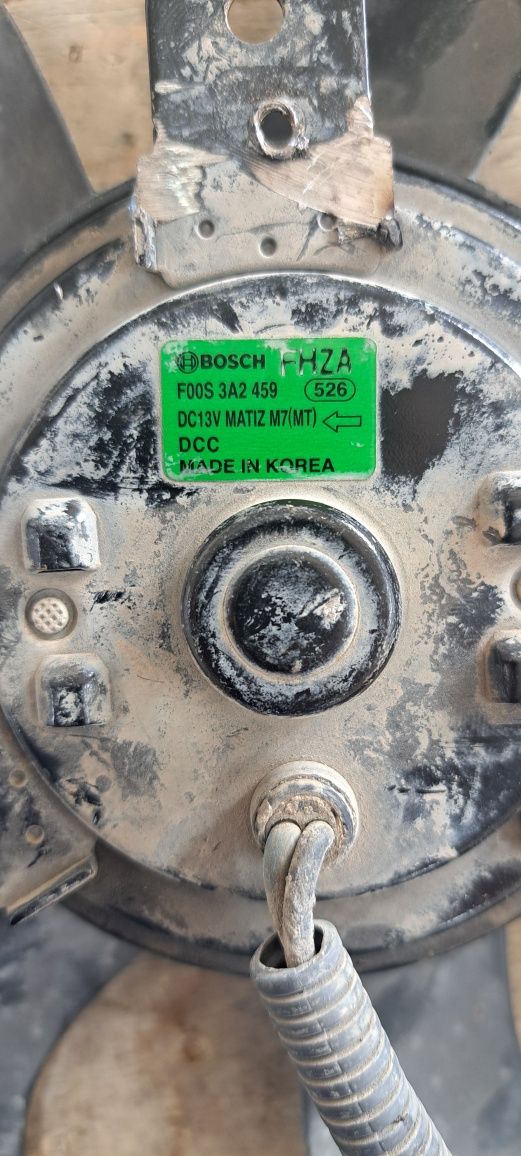 BOSCH FHZA
F00S 3A2 459 526
DC13V MATIZ M7(MT)
DCC
MADE IN KOREA